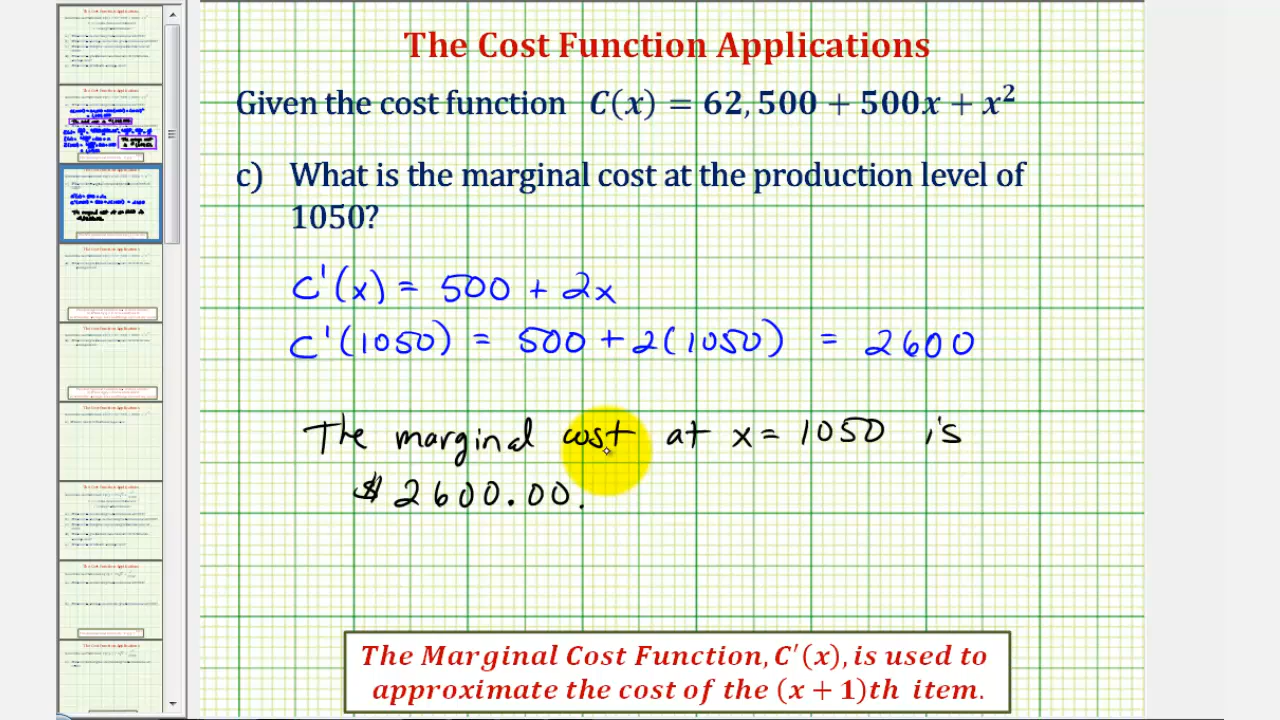 The Cost Function Applications
Given the cost function C(x) = 62,500 + 500x + x²
c) What is the marginal cost at the production level of
1050?
C'(x) = 500 + 2x
C'(1050) = 500 + 2(1050) = 2600
The marginal cost at x = 1050 is
$2600.00.
The Marginal Cost Function, C'(x), is used to
approximate the cost of the (x + 1)th item.